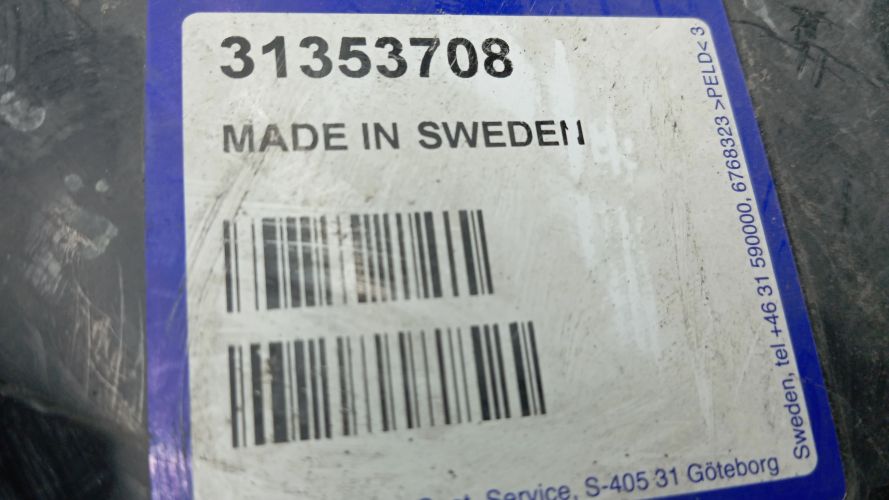 31353708
MADE IN SWEDEN
Service, S-405 31 Göteborg
Sweden, tel +46 31 590000, 6768323 >PELD< 3